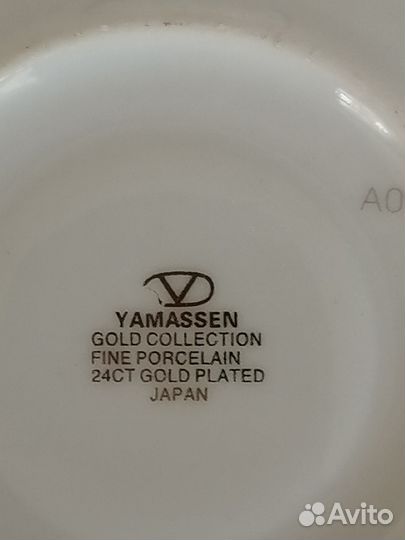 A0
YAMASSEN
GOLD COLLECTION
FINE PORCELAIN
24CT GOLD PLATED
JAPAN
Avito